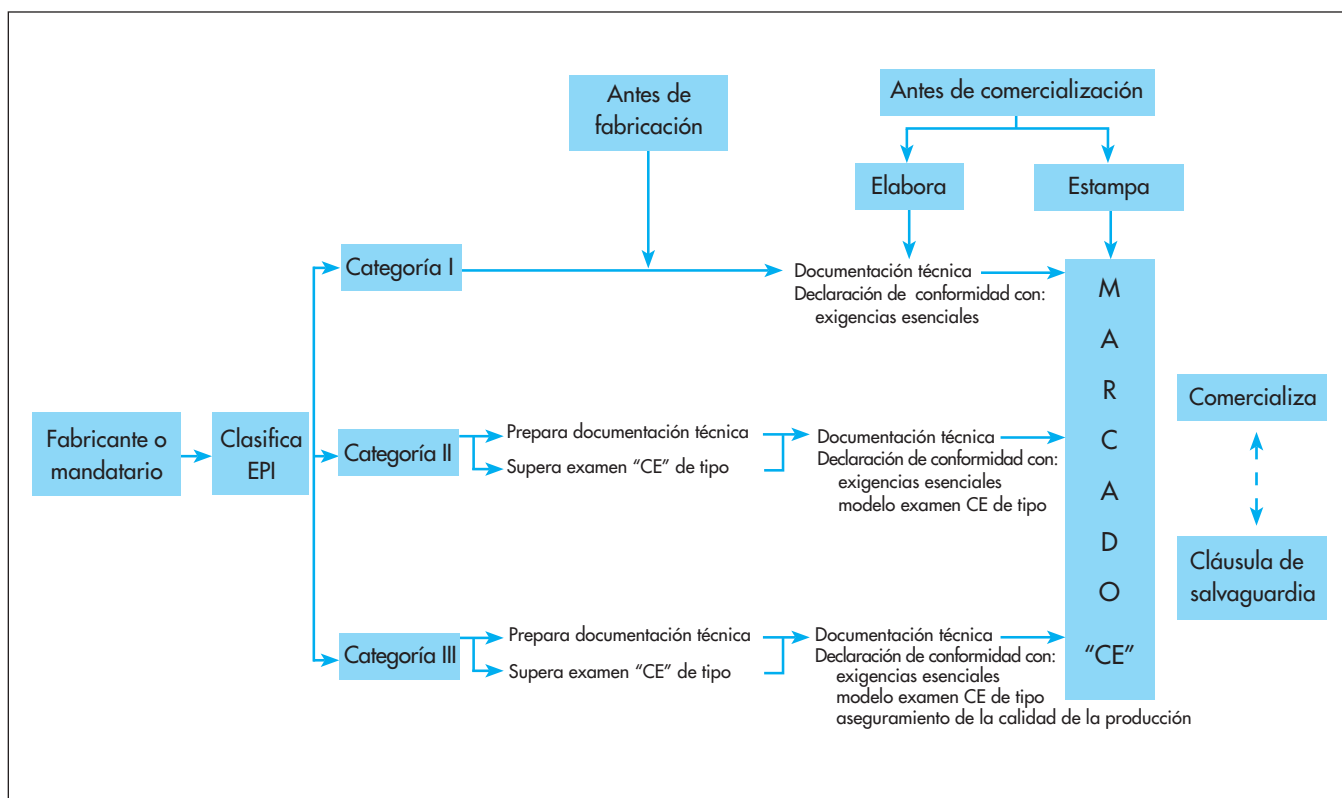 Antes de
fabricación
Antes de comercialización
Elabora
Estampa
Fabricante o
mandatario
Clasifica
EPI
Categoría I
Documentación técnica
Declaración de conformidad con:
exigencias esenciales
Categoría II
Prepara documentación técnica
Supera examen “CE” de tipo
Documentación técnica
Declaración de conformidad con:
exigencias esenciales
modelo examen CE de tipo
Categoría III
Prepara documentación técnica
Supera examen “CE” de tipo
Documentación técnica
Declaración de conformidad con:
exigencias esenciales
modelo examen CE de tipo
aseguramiento de la calidad de la producción
M
A
R
C
A
D
O
“CE”
Comercializa
Cláusula de
salvaguardia